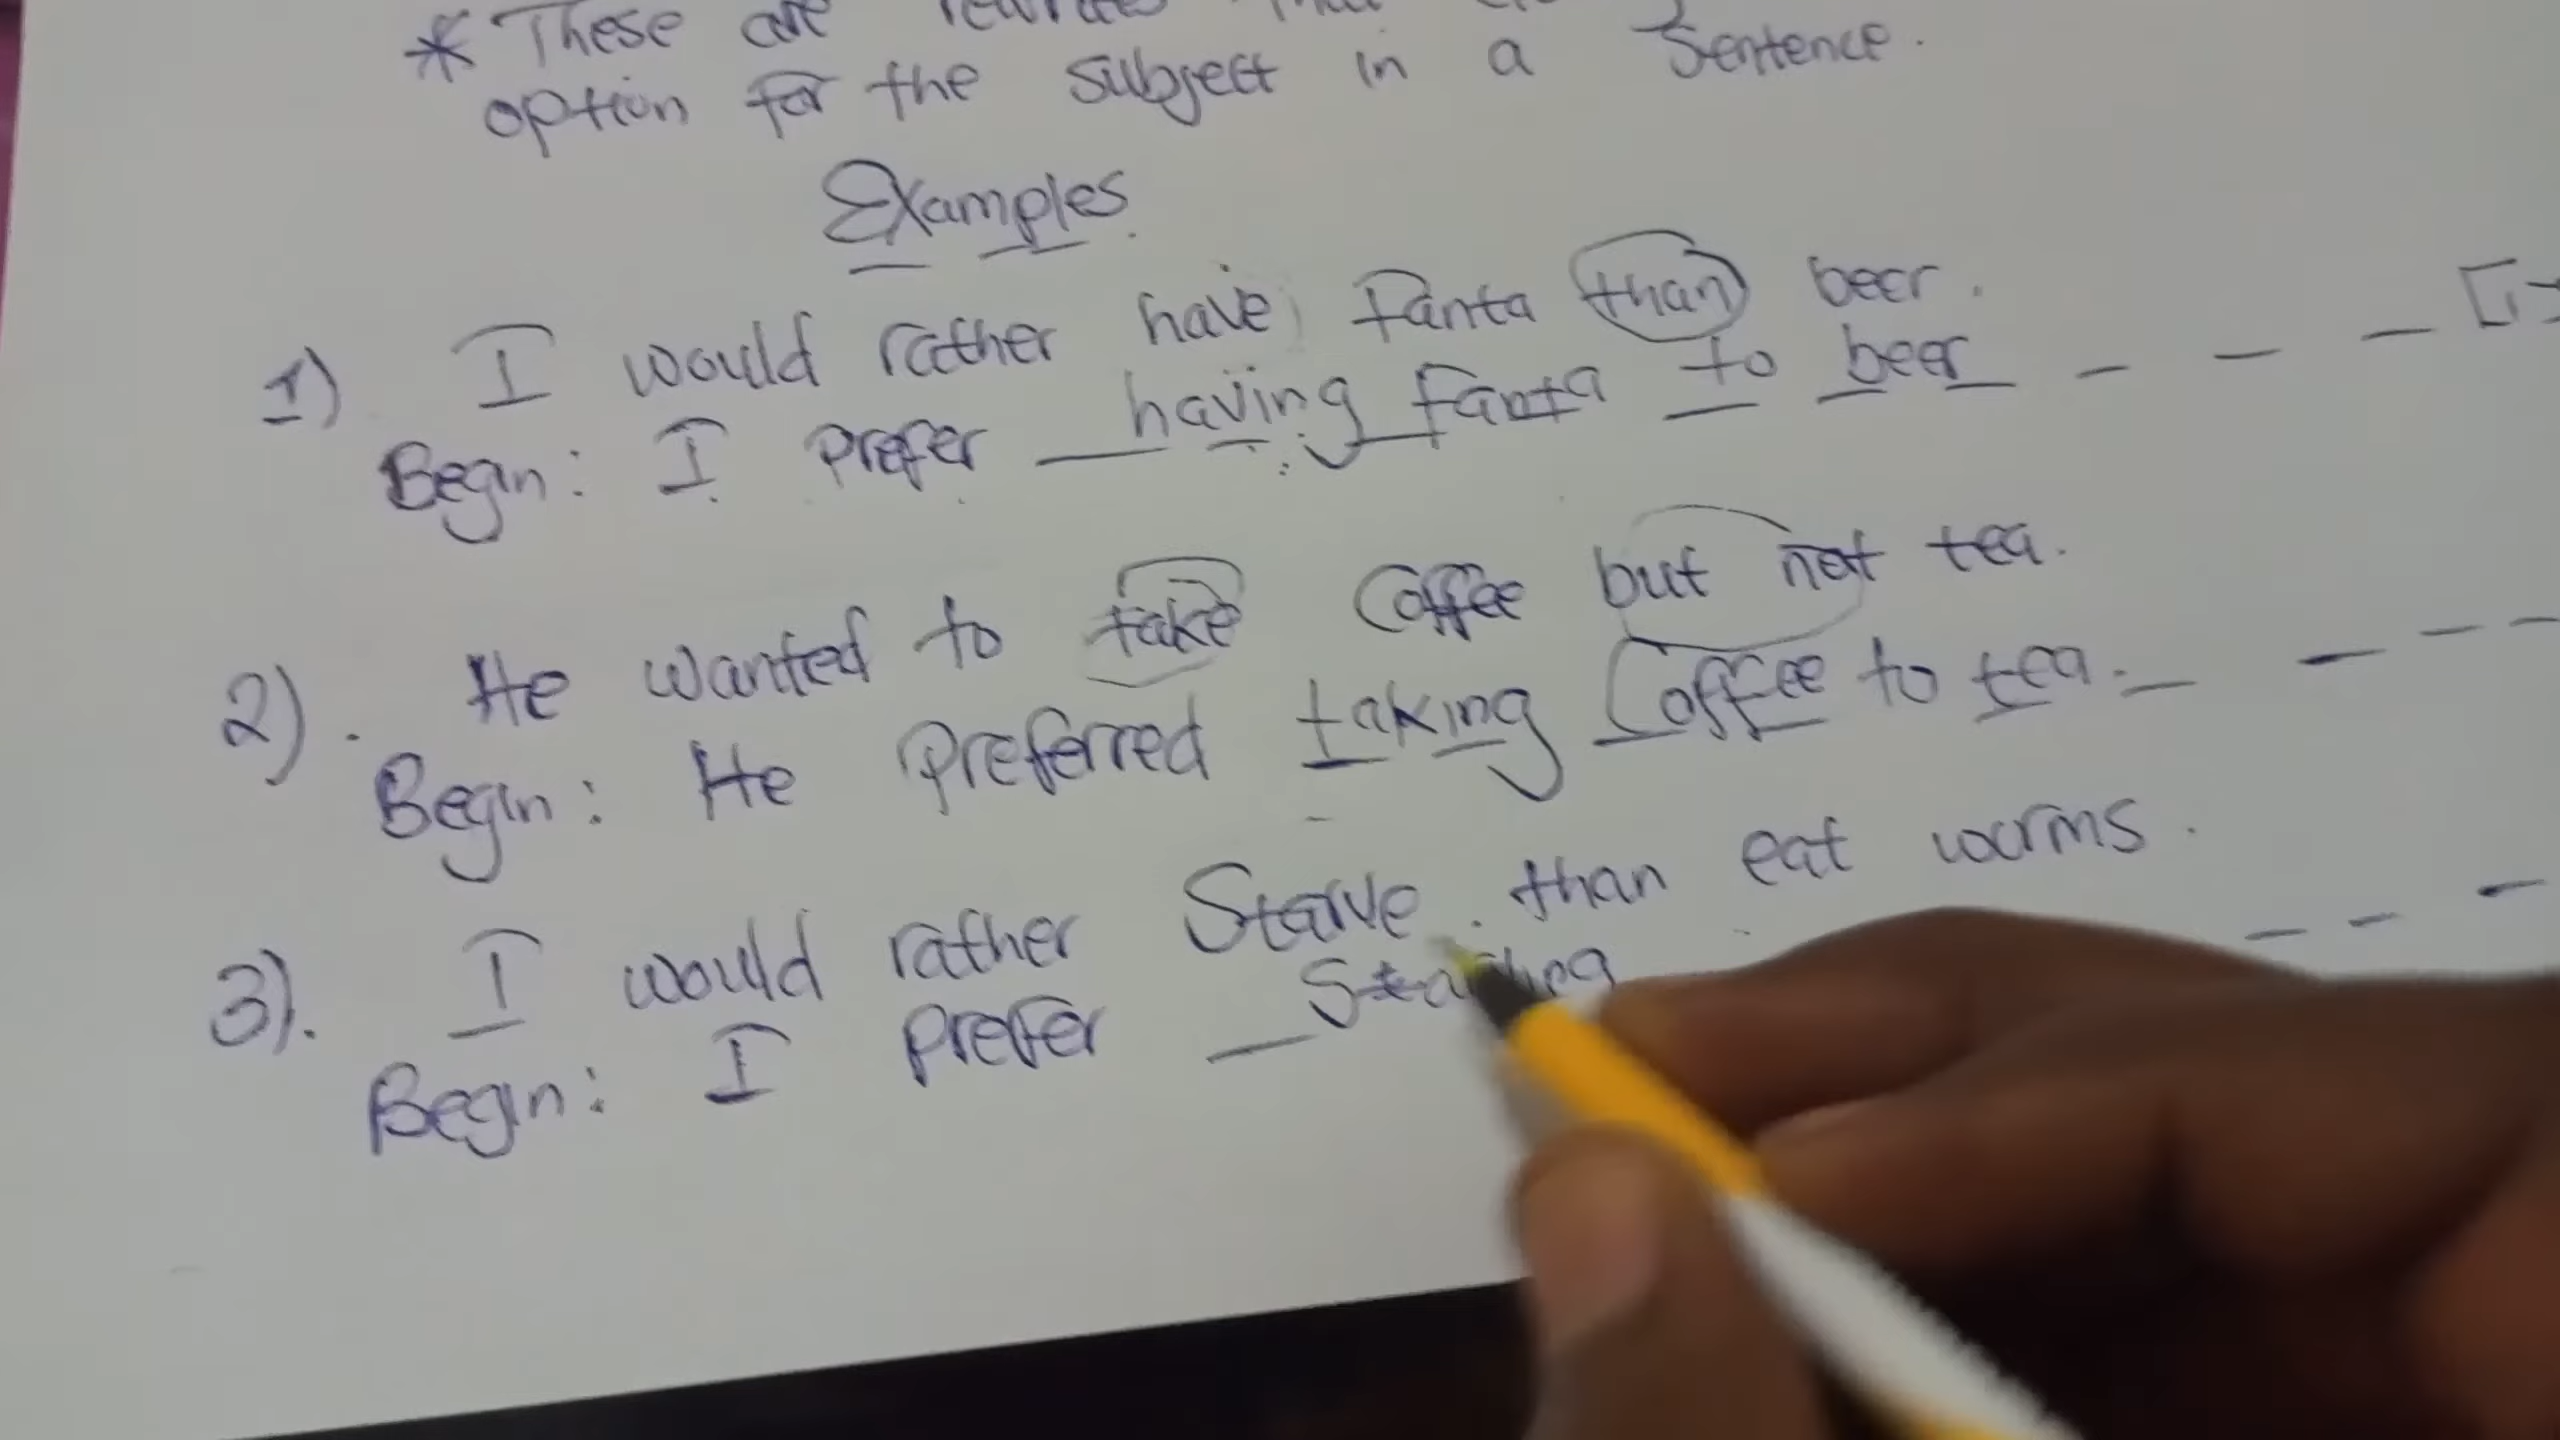 * These are that
option for the subject in a sentence.
Examples
1) I would rather have Fanta than beer.
Begin: I prefer having Fanta to beer
2). He wanted to take Coffee but not tea.
Begin: He preferred taking Coffee to tea.
3). I would rather Starve than eat worms.
Begin: I prefer